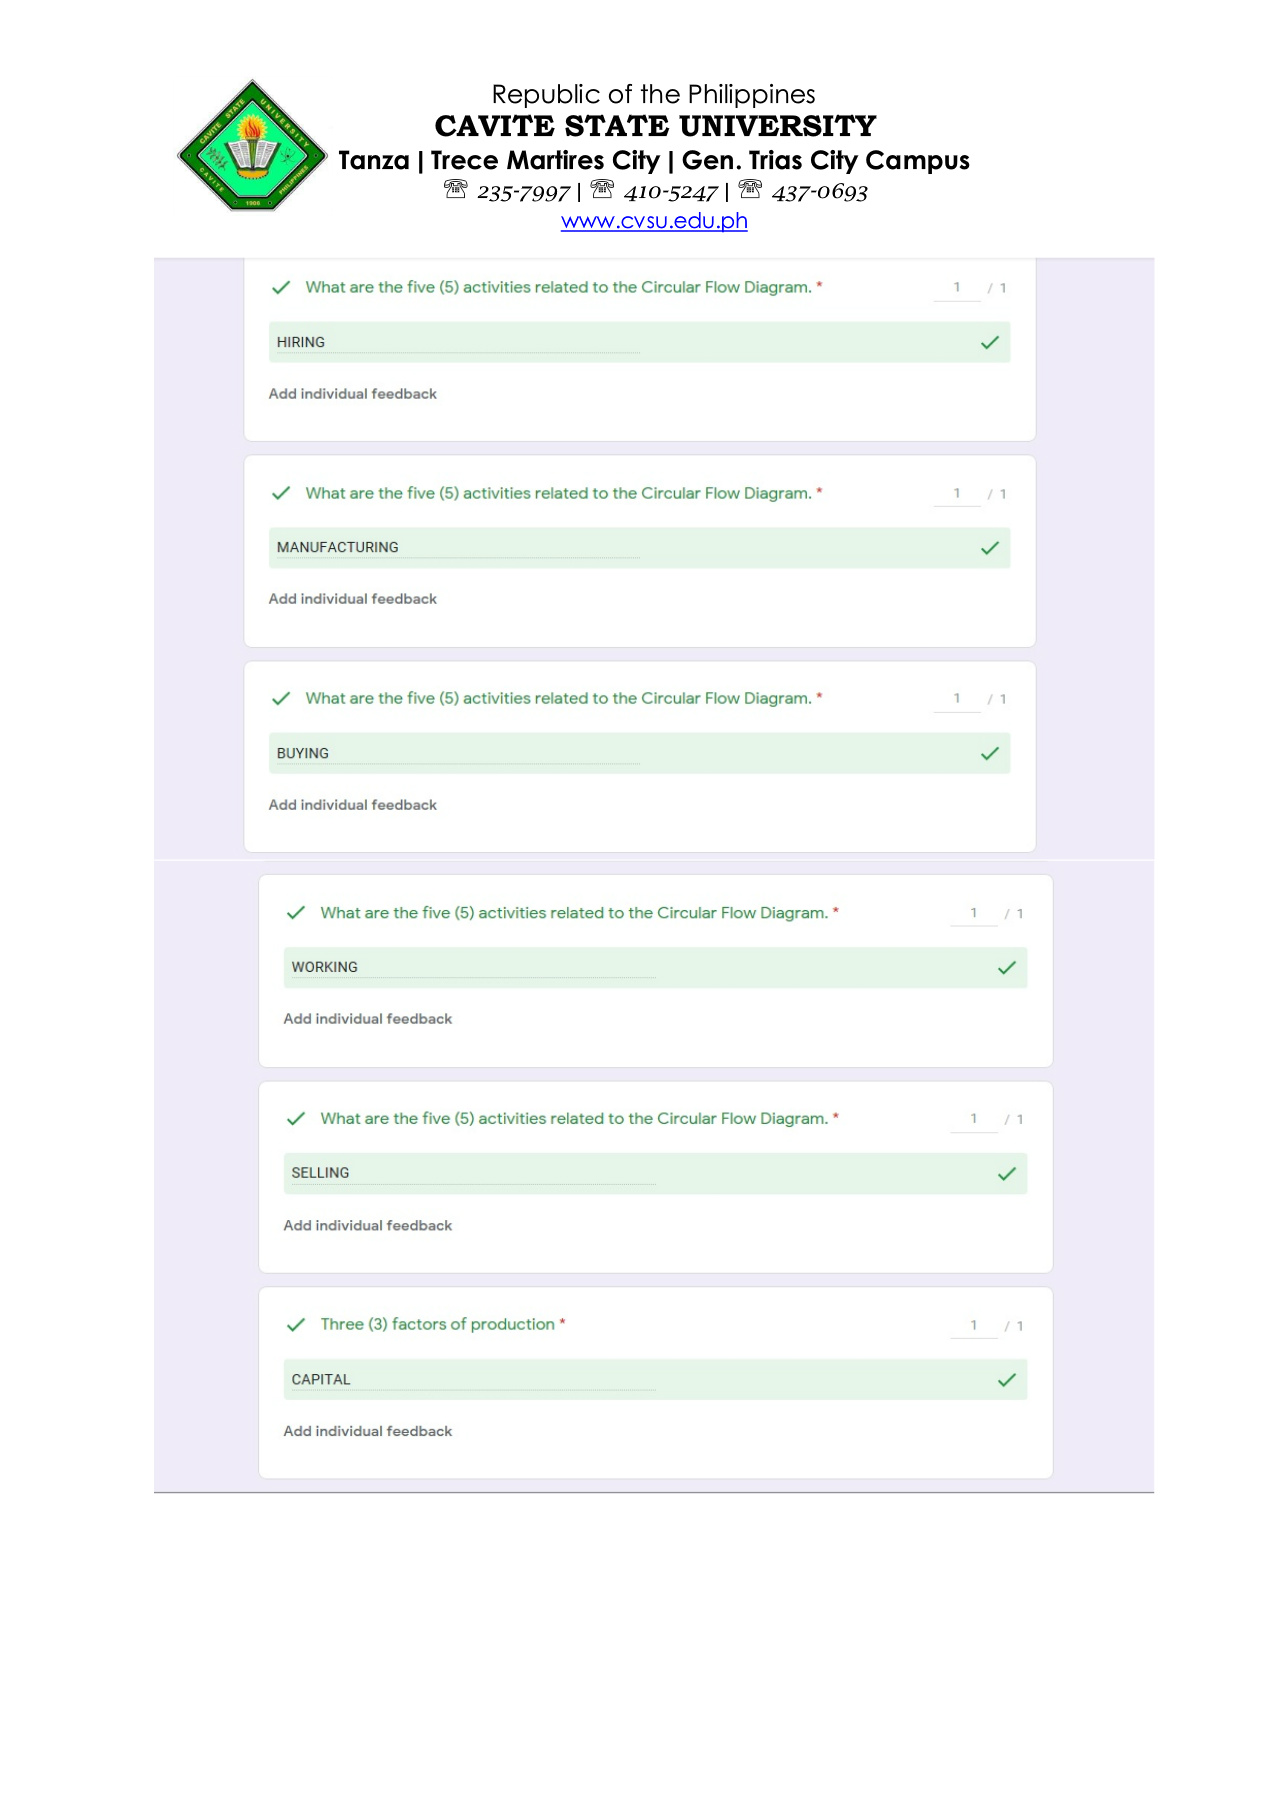 CAVITE STATE UNIVERSITY
CAVITE PHILIPPINES
1906
Republic of the Philippines
CAVITE STATE UNIVERSITY
Tanza | Trece Martires City | Gen. Trias City Campus
☏ 235-7997 | ☏ 410-5247 | ☏ 437-0693
www.cvsu.edu.ph
What are the five (5) activities related to the Circular Flow Diagram. * 1 / 1
HIRING
Add individual feedback
What are the five (5) activities related to the Circular Flow Diagram. * 1 / 1
MANUFACTURING
Add individual feedback
What are the five (5) activities related to the Circular Flow Diagram. * 1 / 1
BUYING
Add individual feedback
What are the five (5) activities related to the Circular Flow Diagram. * 1 / 1
WORKING
Add individual feedback
What are the five (5) activities related to the Circular Flow Diagram. * 1 / 1
SELLING
Add individual feedback
Three (3) factors of production * 1 / 1
CAPITAL
Add individual feedback